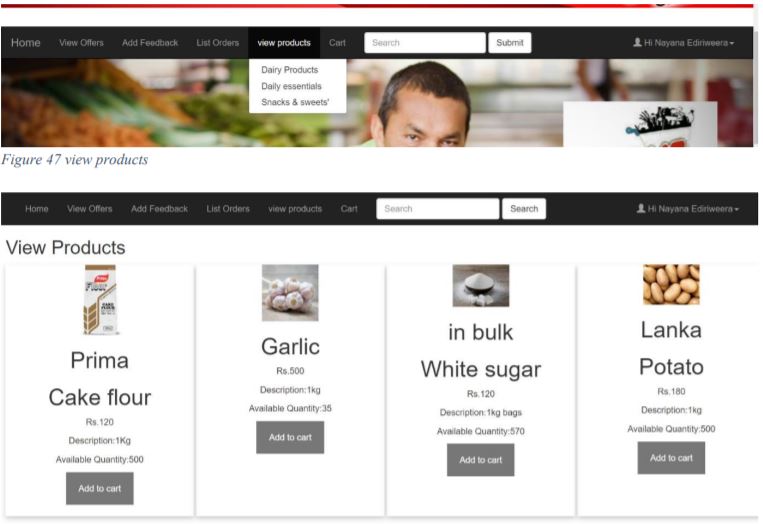 Home View Offers Add Feedback List Orders view products Cart Search Submit Hi Nayana Ediriweera
Dairy Products
Daily essentials
Snacks & sweets'
Figure 47 view products
Home View Offers Add Feedback List Orders view products Cart Search Search Hi Nayana Ediriweera
View Products
Prima
Flour
CAKE
FLOUR
Prima
Cake flour
Rs.120
Description:1Kg
Available Quantity:500
Add to cart
Garlic
Rs.500
Description:1kg
Available Quantity:35
Add to cart
in bulk
White sugar
Rs.120
Description:1kg bags
Available Quantity:570
Add to cart
Lanka
Potato
Rs.180
Description:1kg
Available Quantity:500
Add to cart